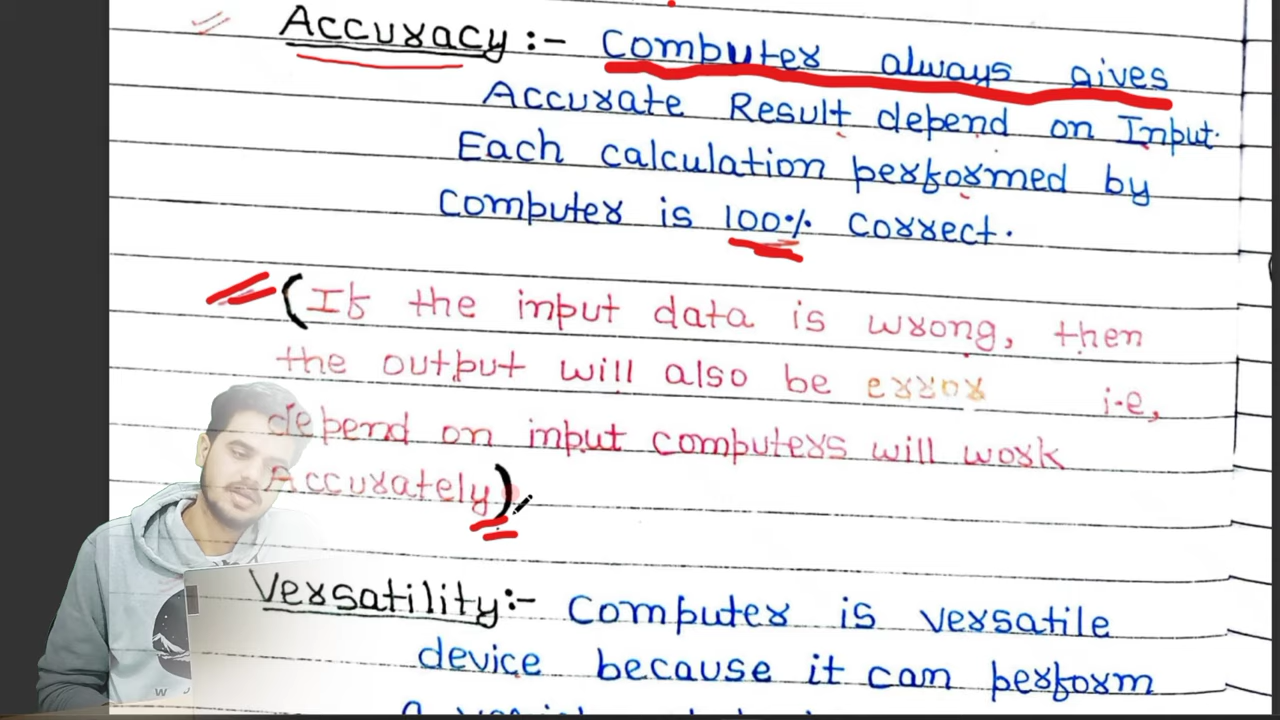 Accuracy :- Computer always gives
Accurate Result depend on Input.
Each calculation performed by
Computer is 100% Correct.
(If the input data is wrong, then
the output will also be error i.e,
depend on input computers will work
Accurately)
Versatility:- Computer is versatile
device because it can perform